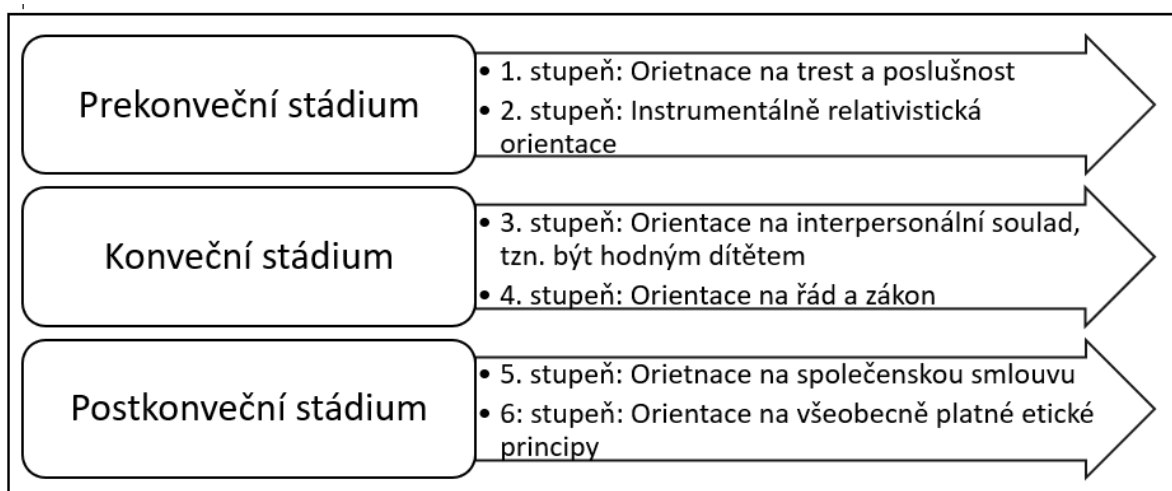 Prekonveční stádium
• 1. stupeň: Orietnace na trest a poslušnost
• 2. stupeň: Instrumentálně relativistická
orientace
Konveční stádium
• 3. stupeň: Orientace na interpersonální soulad,
tzn. být hodným dítětem
• 4. stupeň: Orientace na řád a zákon
Postkonveční stádium
• 5. stupeň: Orietnace na společenskou smlouvu
• 6: stupeň: Orientace na všeobecně platné etické
principy